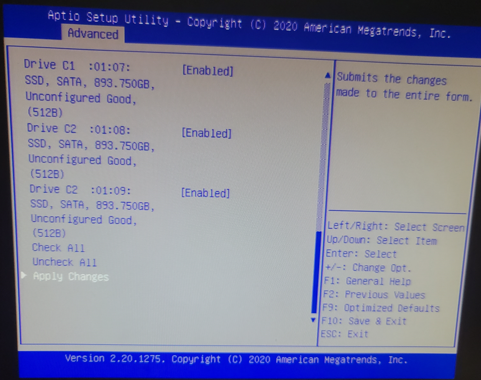 Aptio Setup Utility – Copyright (C) 2020 American Megatrends, Inc.
Advanced
Drive C1 :01:07: [Enabled]
SSD, SATA, 893.750GB,
Unconfigured Good,
(512B)
Drive C2 :01:08: [Enabled]
SSD, SATA, 893.750GB,
Unconfigured Good,
(512B)
Drive C2 :01:09: [Enabled]
SSD, SATA, 893.750GB,
Unconfigured Good,
(512B)
Check All
Uncheck All
Apply Changes
Submits the changes
made to the entire form.
Left/Right: Select Screen
Up/Down: Select Item
Enter: Select
+/-: Change Opt.
F1: General Help
F2: Previous Values
F9: Optimized Defaults
F10: Save & Exit
ESC: Exit
Version 2.20.1275. Copyright (C) 2020 American Megatrends, Inc.